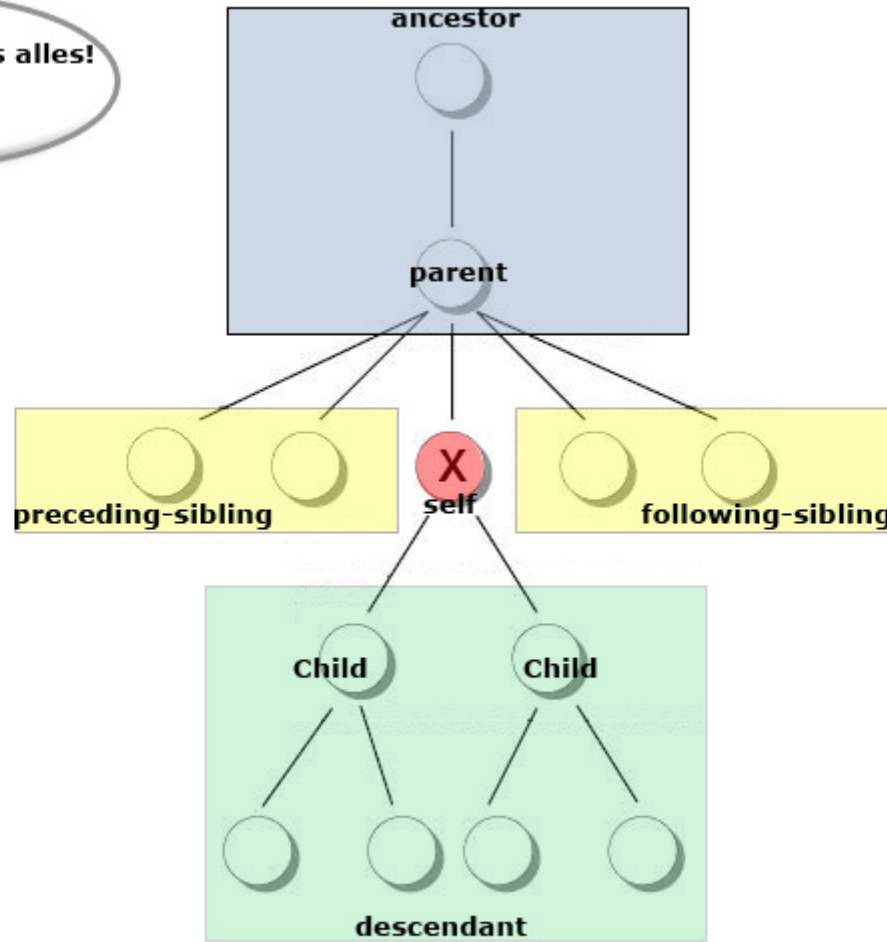 alles!
ancestor
parent
X
self
preceding-sibling
following-sibling
Child
Child
descendant